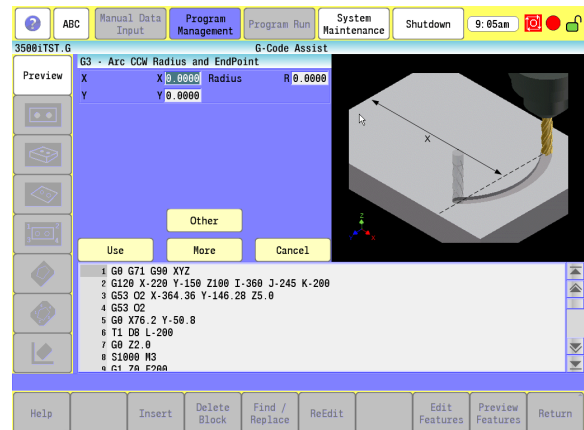 ?
ABC
Manual Data
Input
Program
Management
Program Run
System
Maintenance
Shutdown
9:05am
3500iTST.G
G-Code Assist
Preview
G3 - Arc CCW Radius and EndPoint
X X 0.0000 Radius R 0.0000
Y Y 0.0000
X
Z
X
Other
Use
More
Cancel
1 G0 G71 G90 XYZ
2 G120 X-220 Y-150 Z100 I-360 J-245 K-200
3 G53 O2 X-364.36 Y-146.28 Z5.0
4 G53 O2
5 G0 X76.2 Y-50.8
6 T1 D8 L-200
7 G0 Z2.0
8 S1000 M3
9 G1 Z0 F200
Help
Insert
Delete
Block
Find /
Replace
ReEdit
Edit
Features
Preview
Features
Return